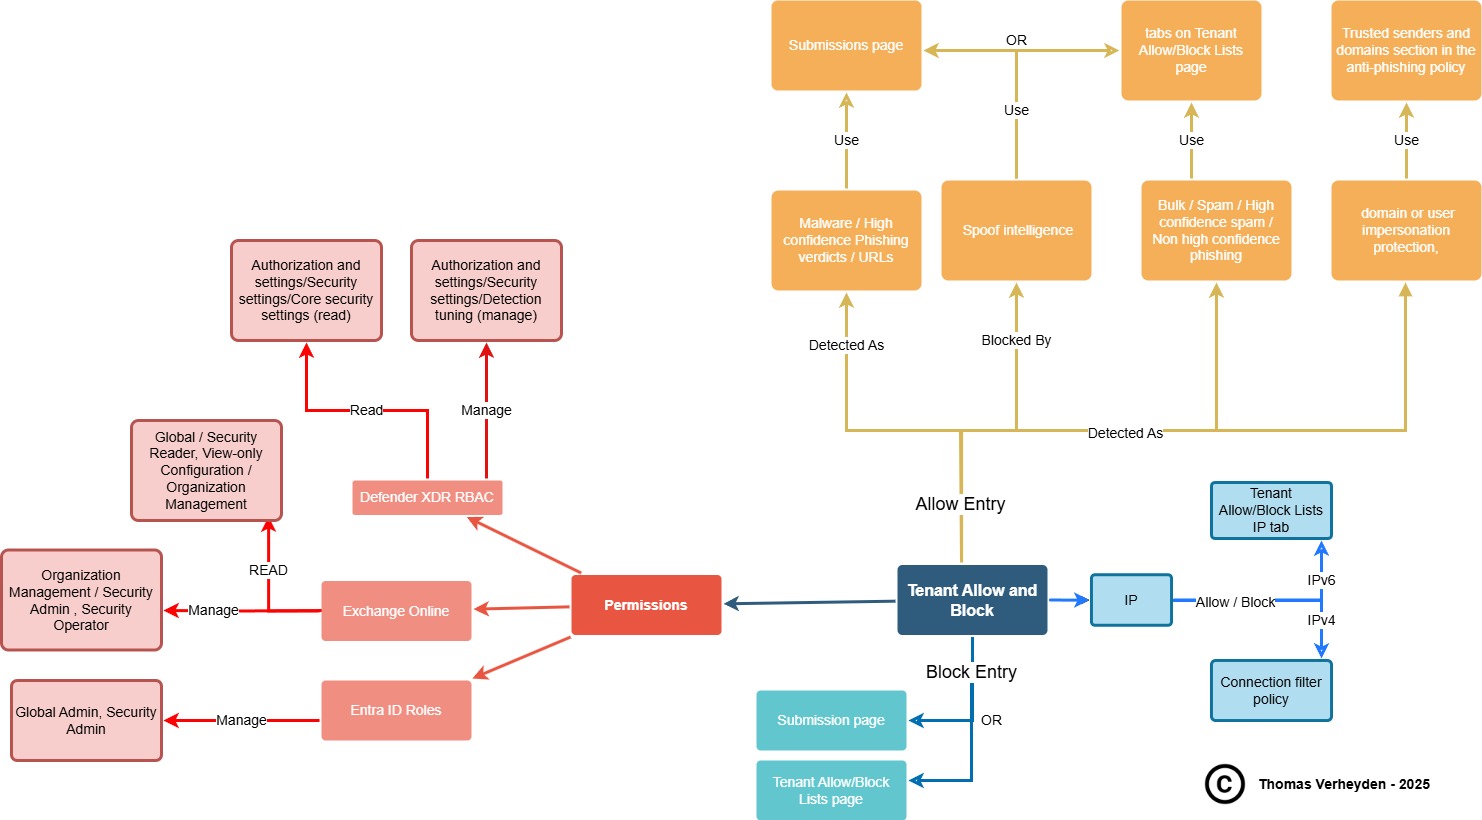 Submissions page
OR
tabs on Tenant
Allow/Block Lists
page
Trusted senders and
domains section in the
anti-phishing policy
Use
Use
Use
Use
Malware / High
confidence Phishing
verdicts / URLs
Spoof intelligence
Bulk / Spam / High
confidence spam /
Non high confidence
phishing
domain or user
impersonation
protection,
Detected As
Blocked By
Detected As
Allow Entry
Authorization and
settings/Security
settings/Core security
settings (read)
Authorization and
settings/Security
settings/Detection
tuning (manage)
Read
Manage
Global / Security
Reader, View-only
Configuration /
Organization
Management
Defender XDR RBAC
READ
Organization
Management / Security
Admin , Security
Operator
Manage
Exchange Online
Permissions
Tenant Allow and
Block
IP
Allow / Block
Tenant
Allow/Block Lists
IP tab
IPv6
IPv4
Connection filter
policy
Global Admin, Security
Admin
Manage
Entra ID Roles
Block Entry
Submission page
OR
Tenant Allow/Block
Lists page
© Thomas Verheyden - 2025